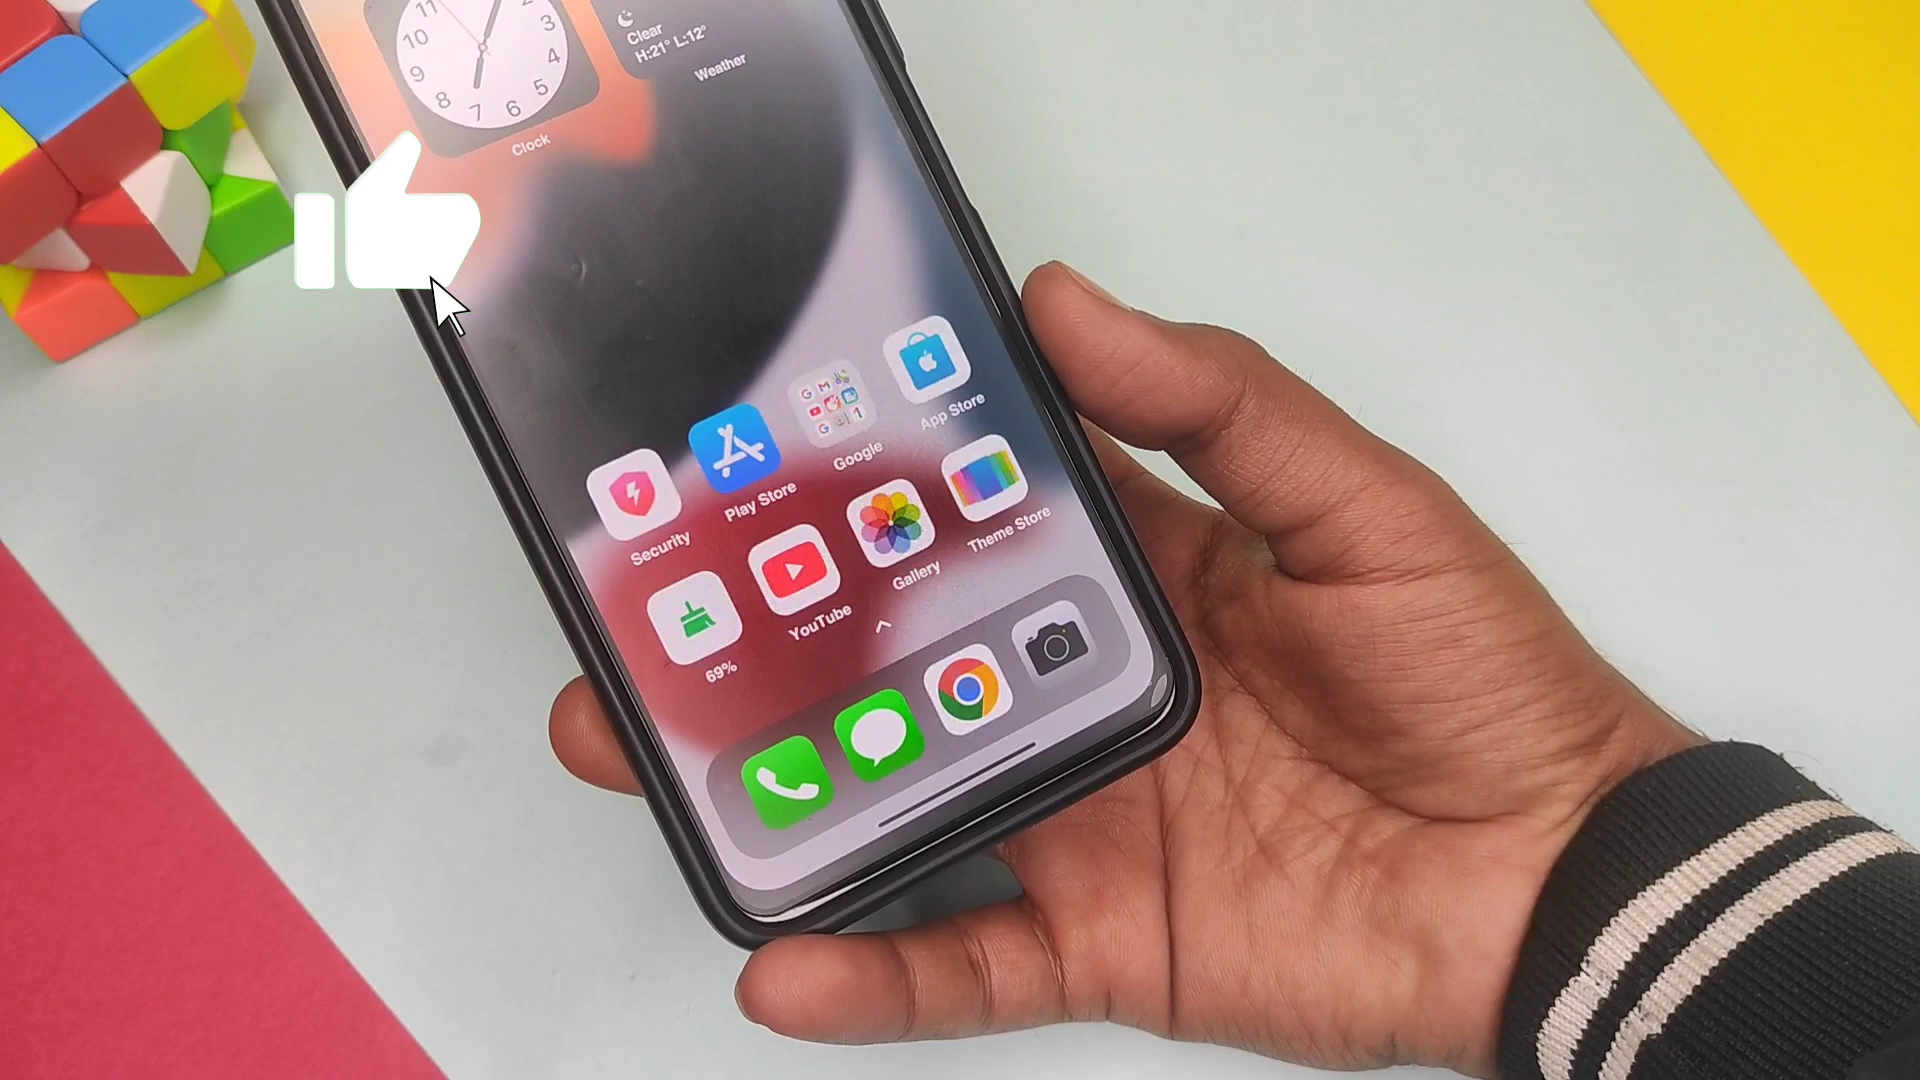 11
2
10
3
9
4
8
5
7
6
Clock
Clear
H:21° L:12°
Weather
Security
Play Store
Google
App Store
69%
YouTube
Gallery
Theme Store